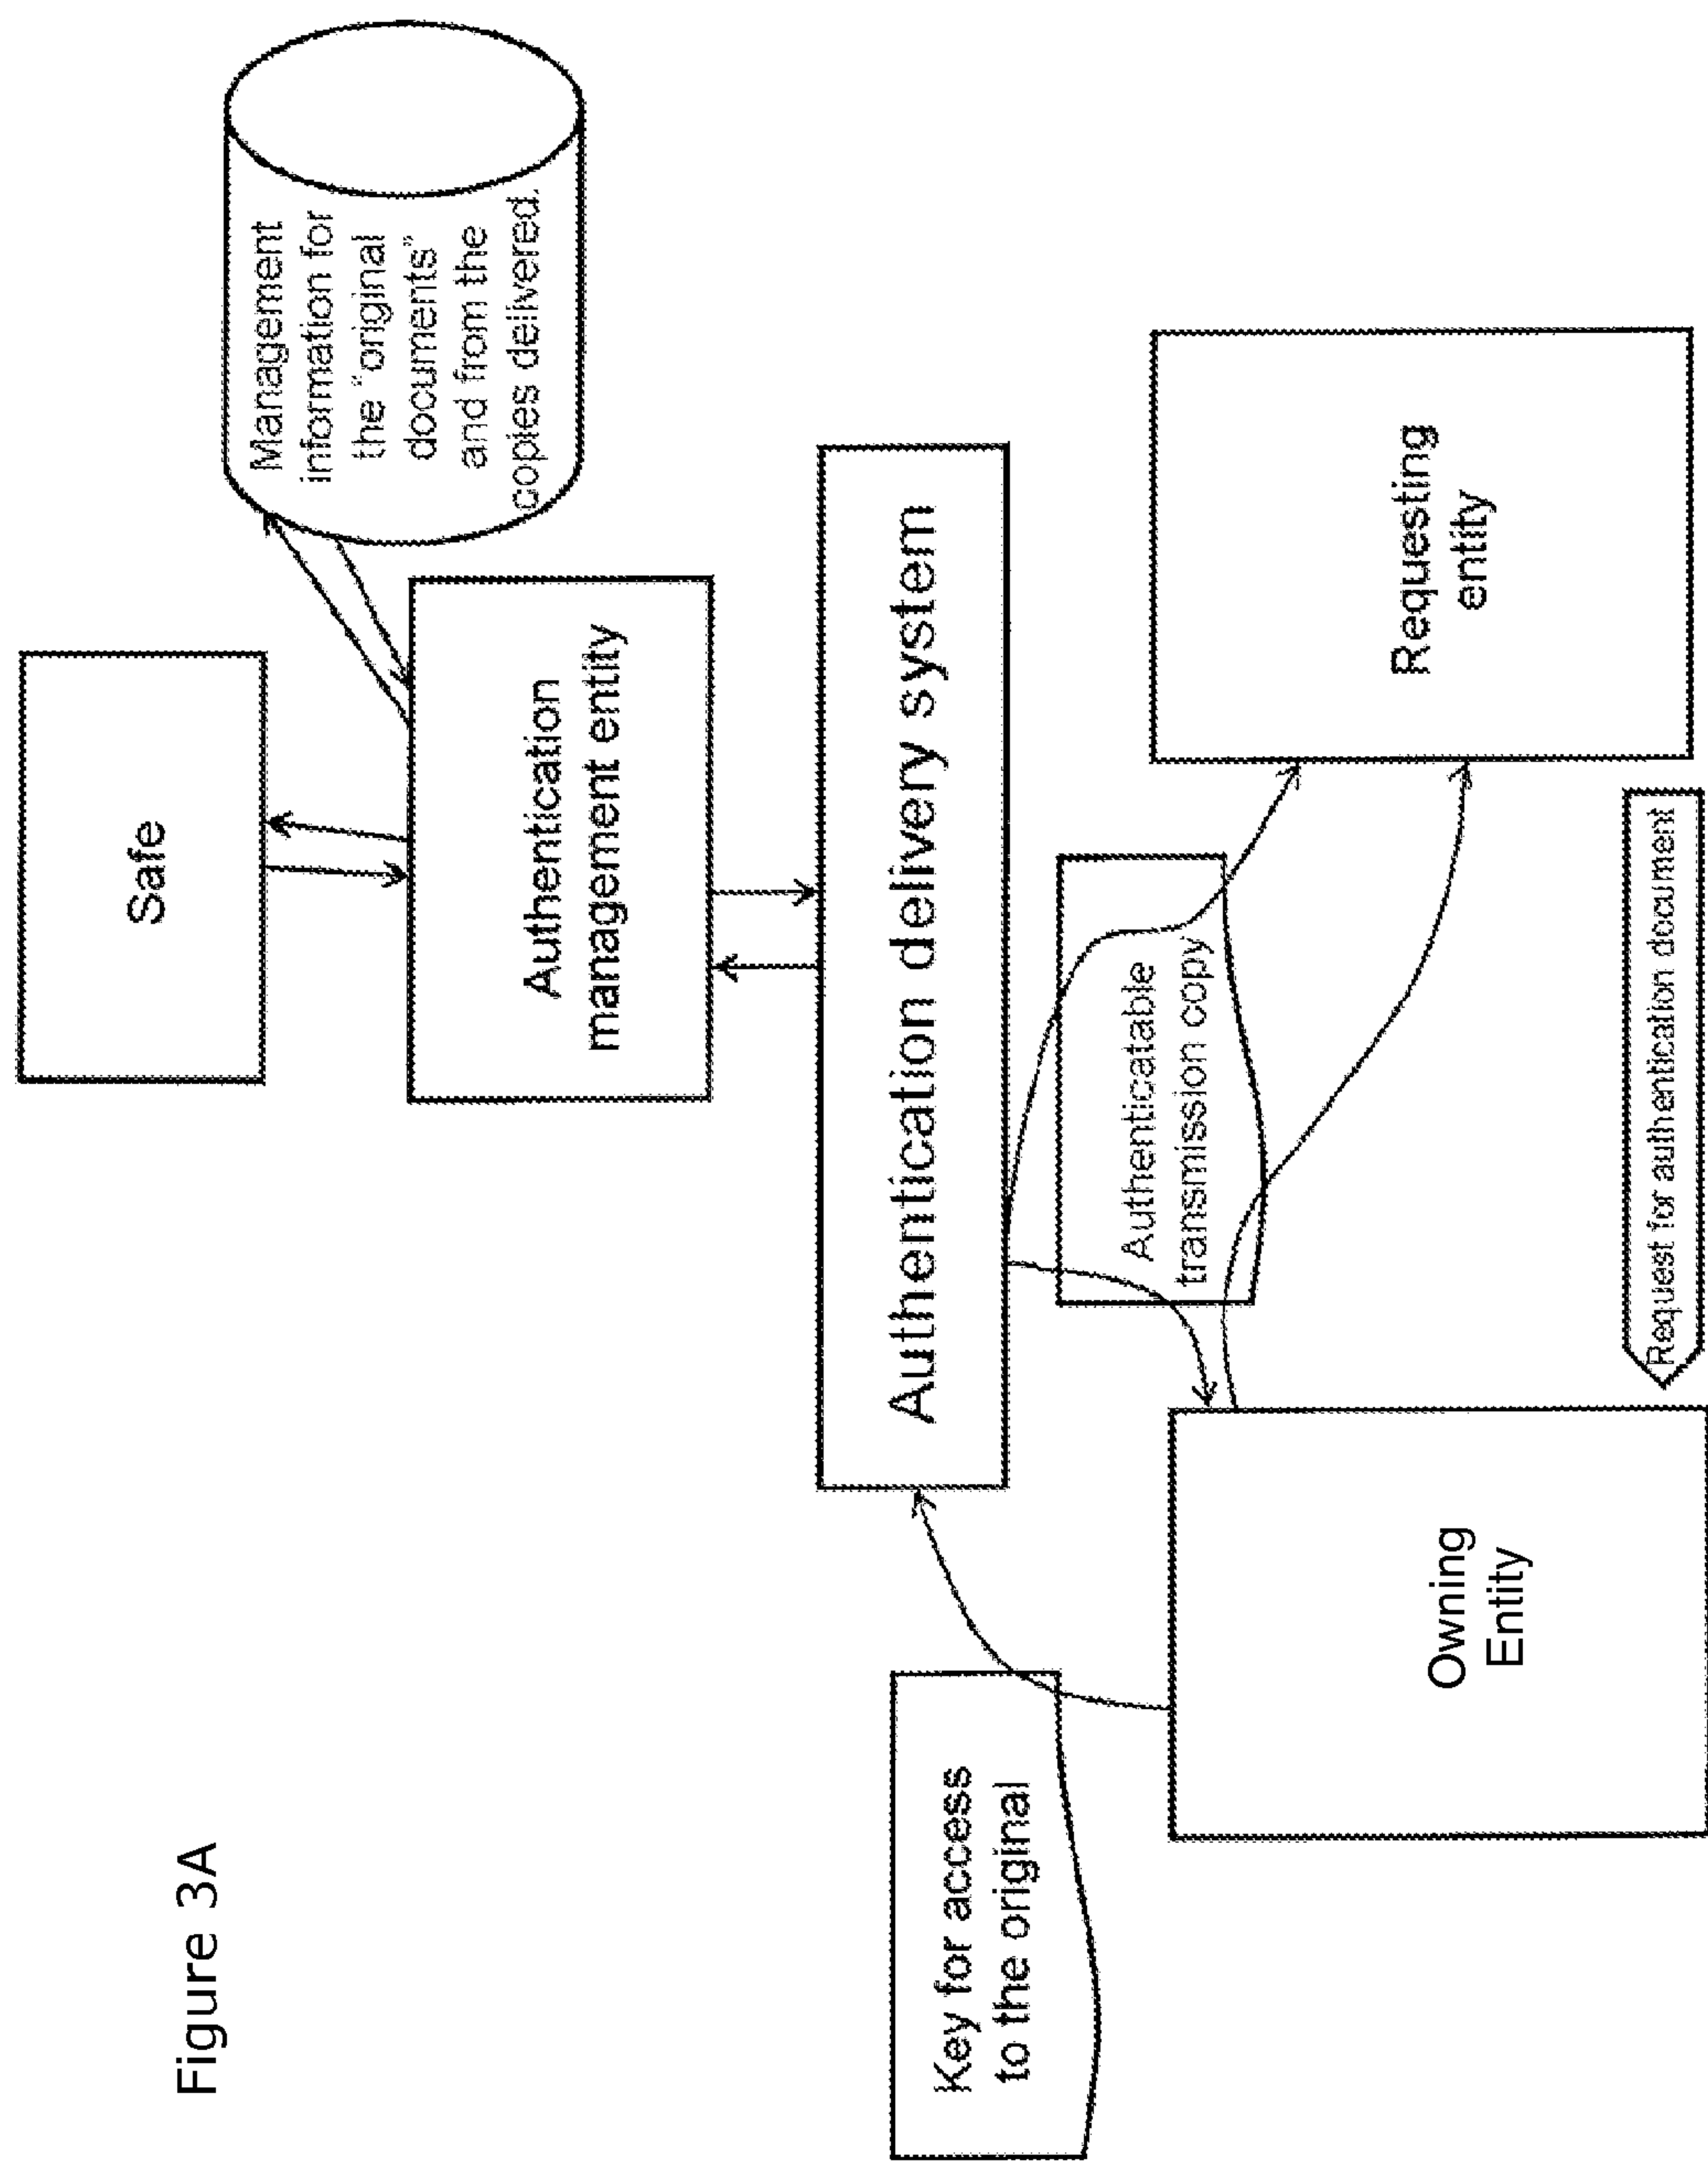 Figure 3A
Safe
Management
information for
the "original
documents"
and from the
copies delivered.
Authentication
management entity
Authentication delivery system
Key for access
to the original
Authenticatable
transmission copy
Owning
Entity
Requesting
entity
Request for authentication document